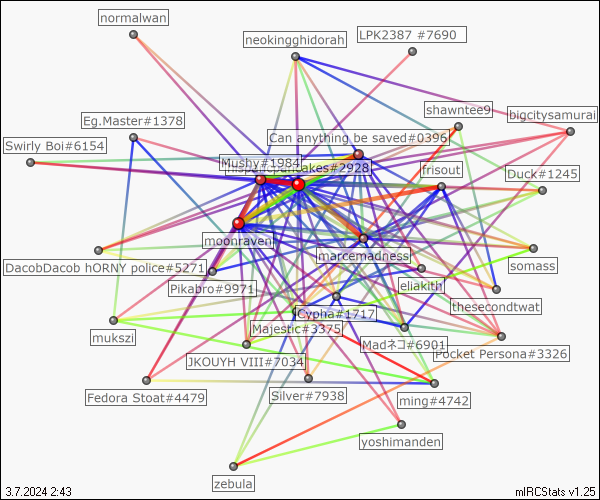 normalwan
neokingghidorah
LPK2387 #7690
shawntee9
bigcitysamurai
Eg.Master#1378
Can anything be saved#0396
Swirly Boi#6154
Mushy#1984
cakes#2928
frisout
Duck#1245
moonraven
marcemadness
somass
DacobDacob hORNY police#5271
Pikabro#9971
eliakith
thesecondtwat
Cypha#1717
mukszi
Majestic#3375
Madネコ#6901
Pocket Persona#3326
JKOUYH VIII#7034
Fedora Stoat#4479
Silver#7938
ming#4742
yoshimanden
zebula
3.7.2024 2:43
mIRCStats v1.25